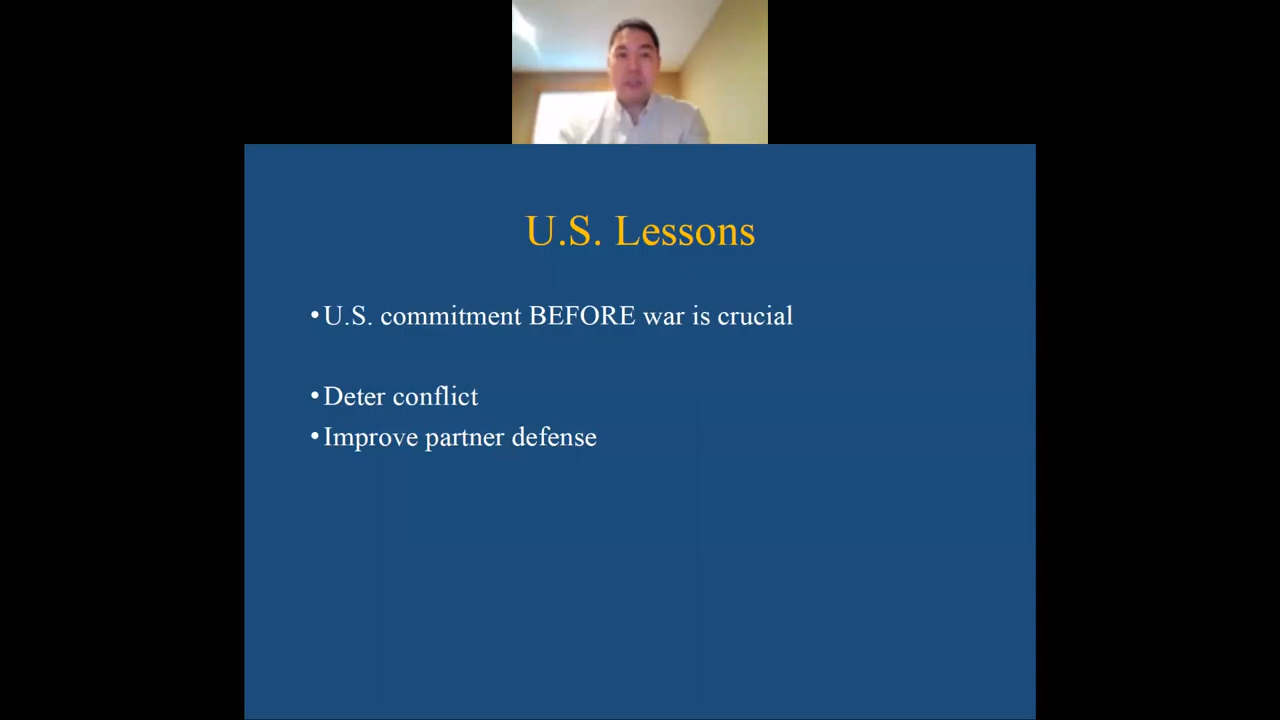 U.S. Lessons
•U.S. commitment BEFORE war is crucial
•Deter conflict
•Improve partner defense